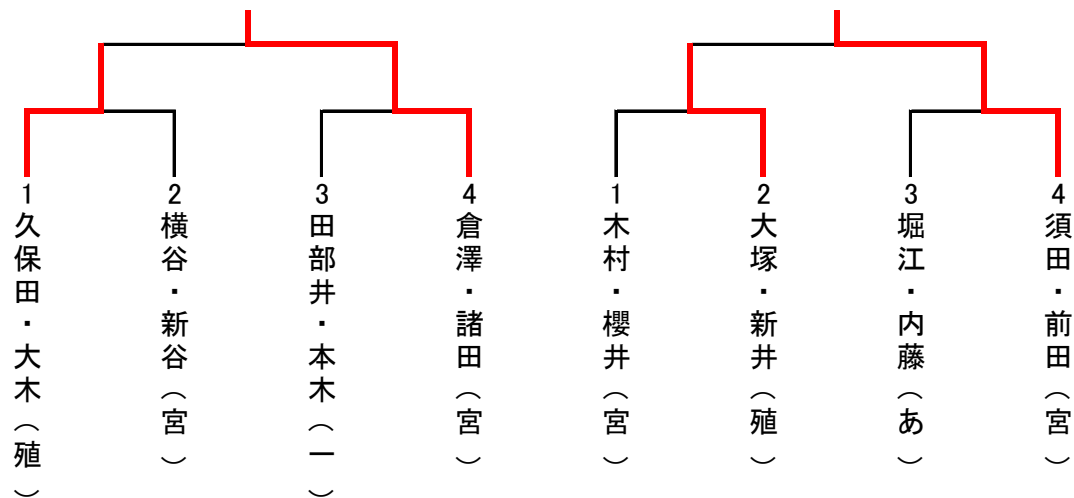 1久保田・大木（殖）
2横谷・新谷（宮）
3田部井・本木（一）
4倉澤・諸田（宮）
1木村・櫻井（宮）
2大塚・新井（殖）
3堀江・内藤（あ）
4須田・前田（宮）